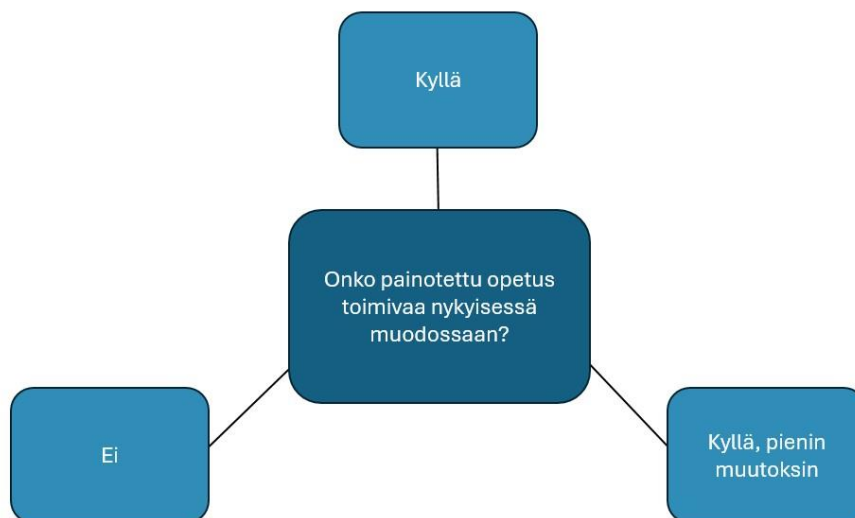 Kyllä
Onko painotettu opetus
toimivaa nykyisessä
muodossaan?
Ei
Kyllä, pienin
muutoksin